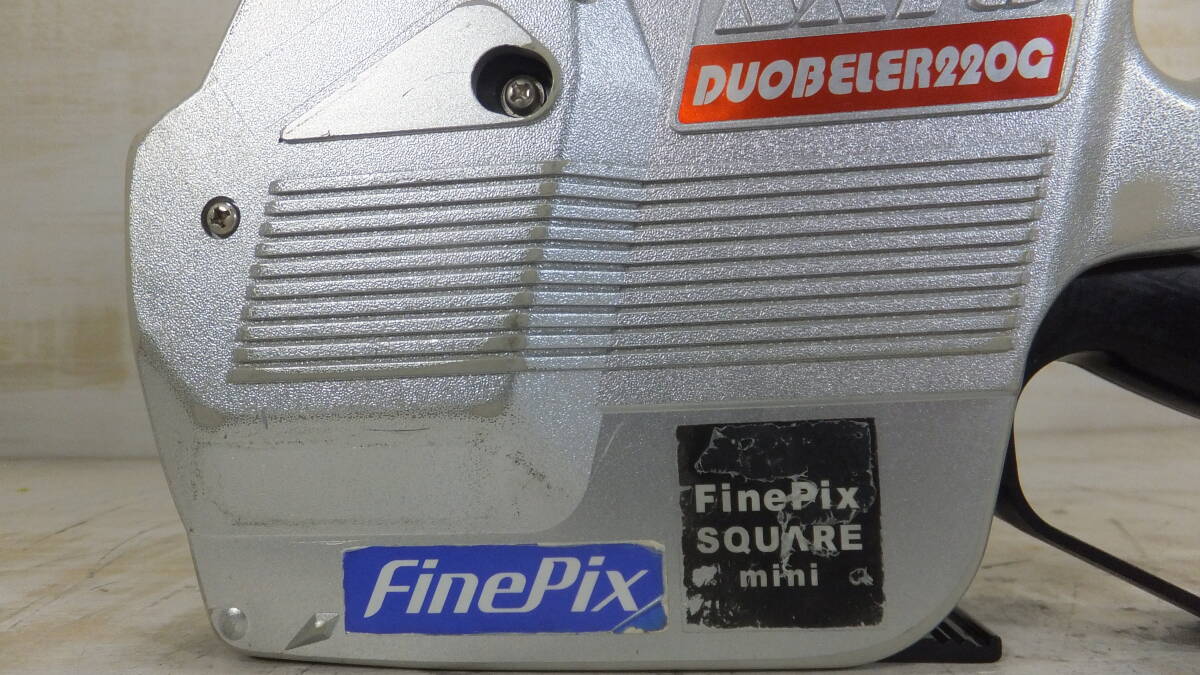 DUOBELER220G
FinePix
SQUARE
mini
FinePix